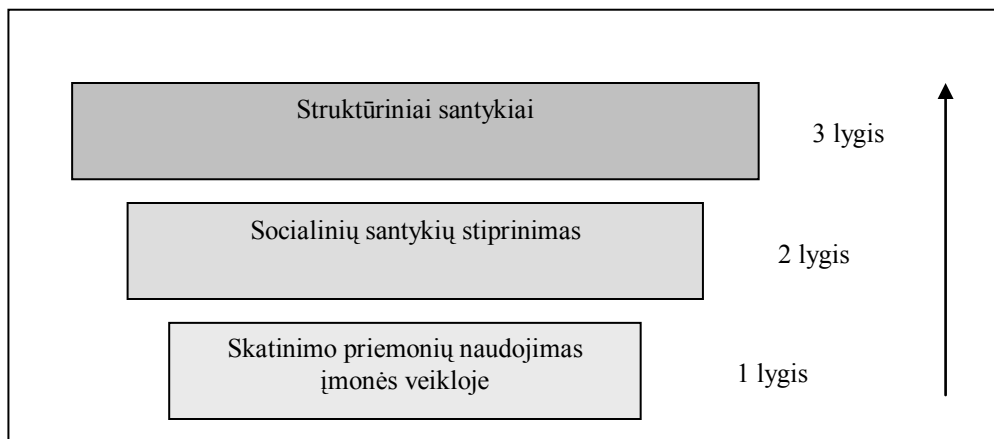 Struktūriniai santykiai
3 lygis
Socialinių santykių stiprinimas
2 lygis
Skatinimo priemonių naudojimas
įmonės veikloje
1 lygis